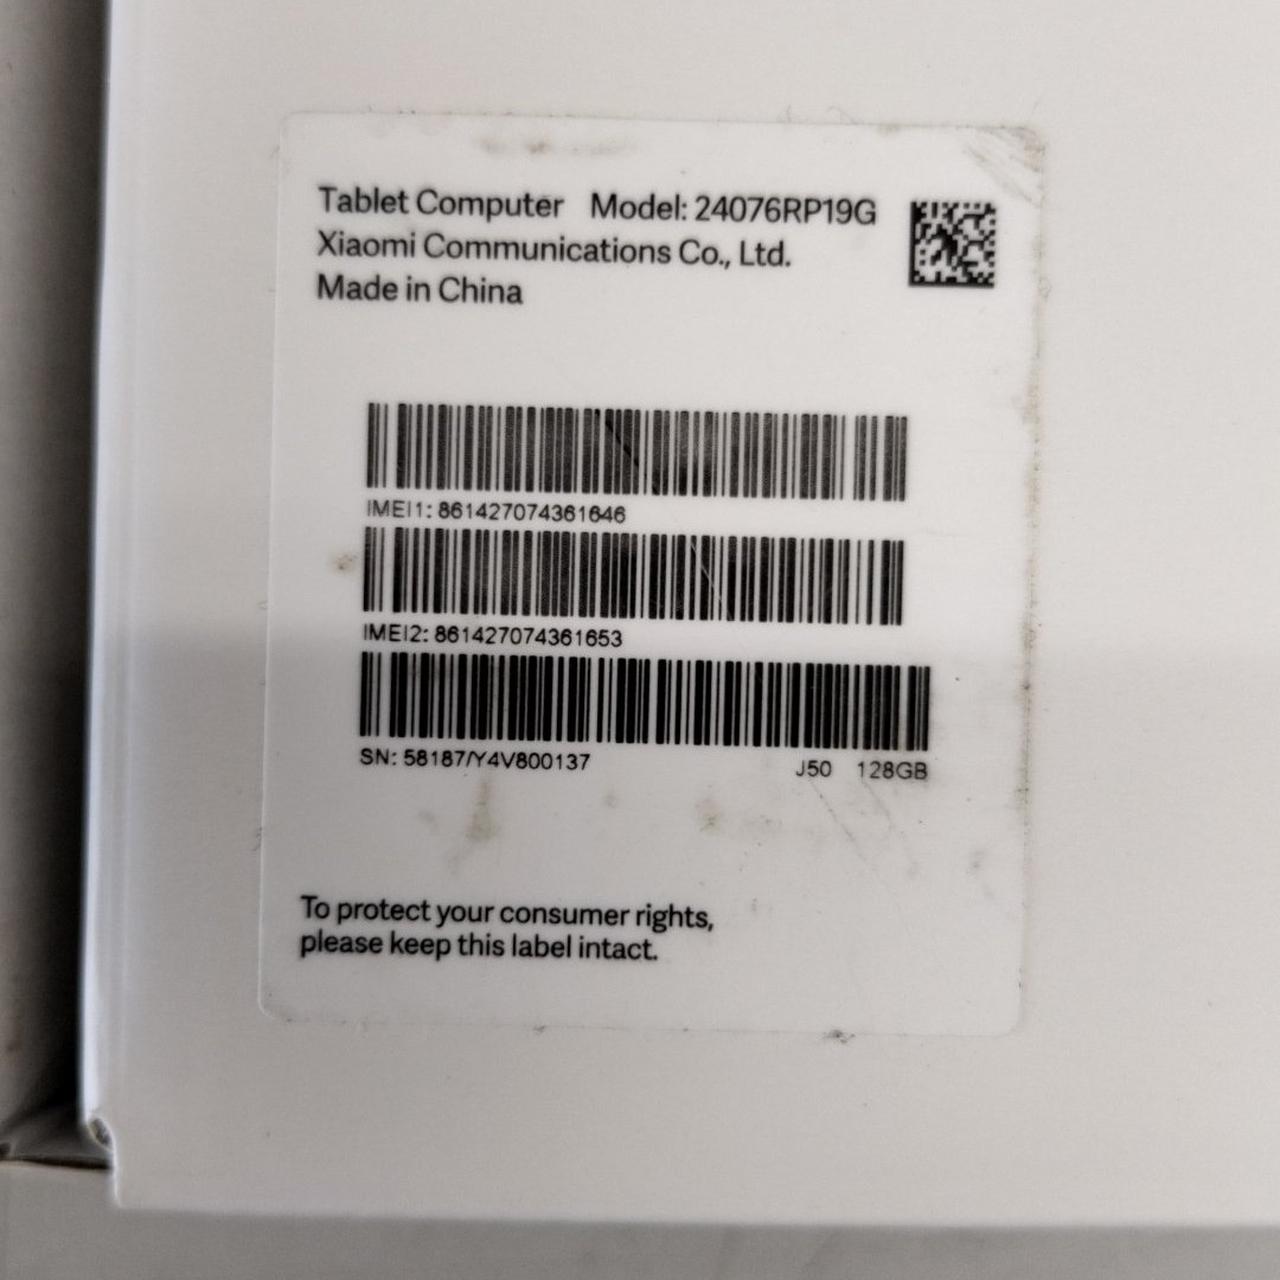 Tablet Computer Model: 24076RP19G
Xiaomi Communications Co., Ltd.
Made in China
IMEI1: 861427074361646
IMEI2: 861427074361653
SN: 58187/Y4V800137 J50 128GB
To protect your consumer rights,
please keep this label intact.